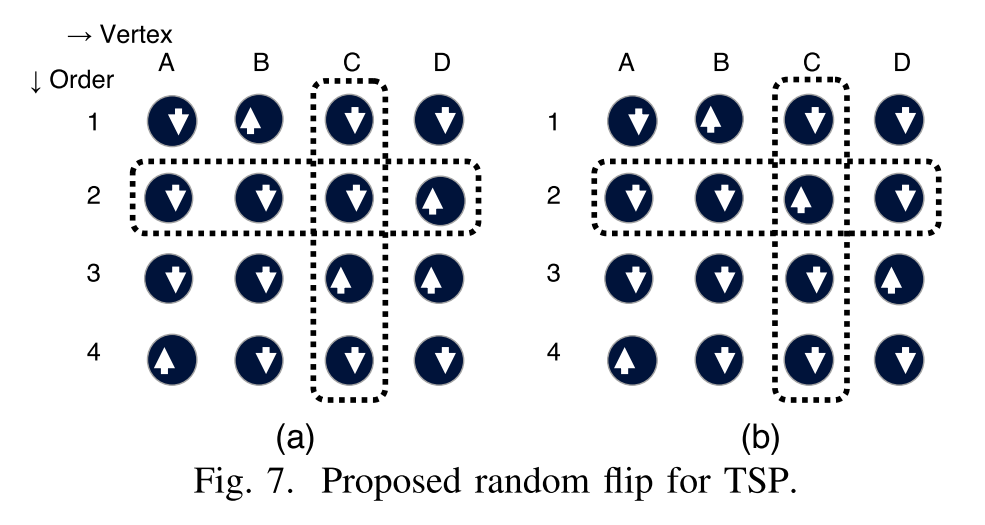 → Vertex
↓ Order
A B C D
A B C D
1
1
2
2
3
3
4
4
(a)
(b)
Fig. 7. Proposed random flip for TSP.